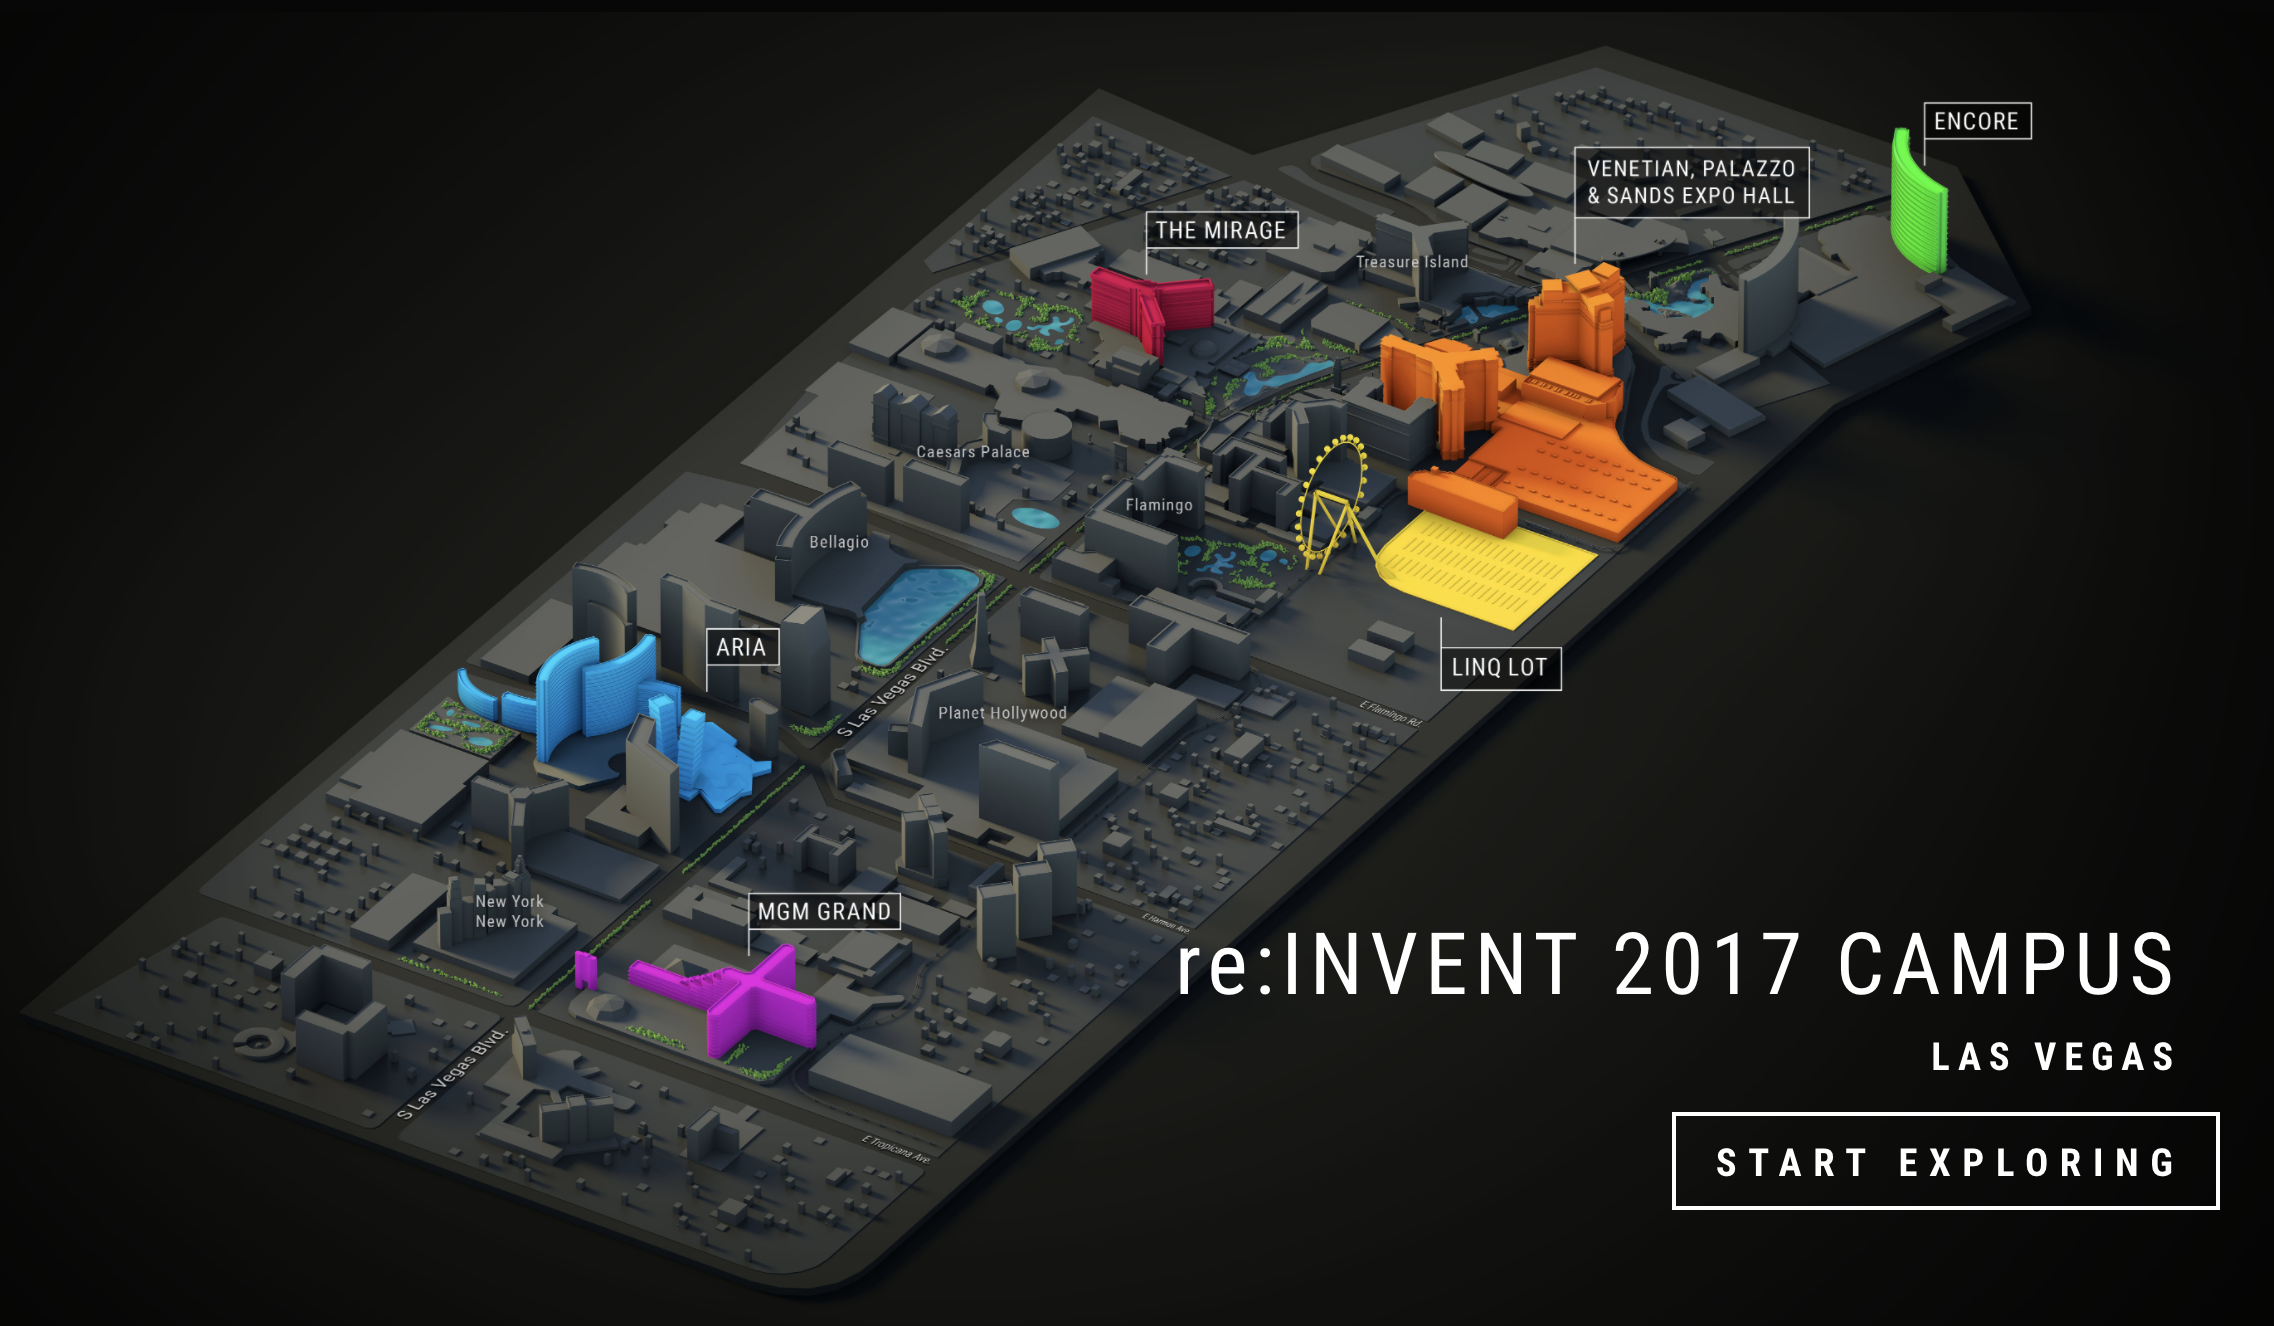 ENCORE
VENETIAN, PALAZZO
& SANDS EXPO HALL
THE MIRAGE
Treasure Island
Caesars Palace
Flamingo
Bellagio
ARIA
S Las Vegas Blvd.
LINQ LOT
Planet Hollywood
E Flamingo Rd.
New York
New York
MGM GRAND
E Harmon Ave.
re:INVENT 2017 CAMPUS
LAS VEGAS
S Las Vegas Blvd.
E Tropicana Ave.
START EXPLORING